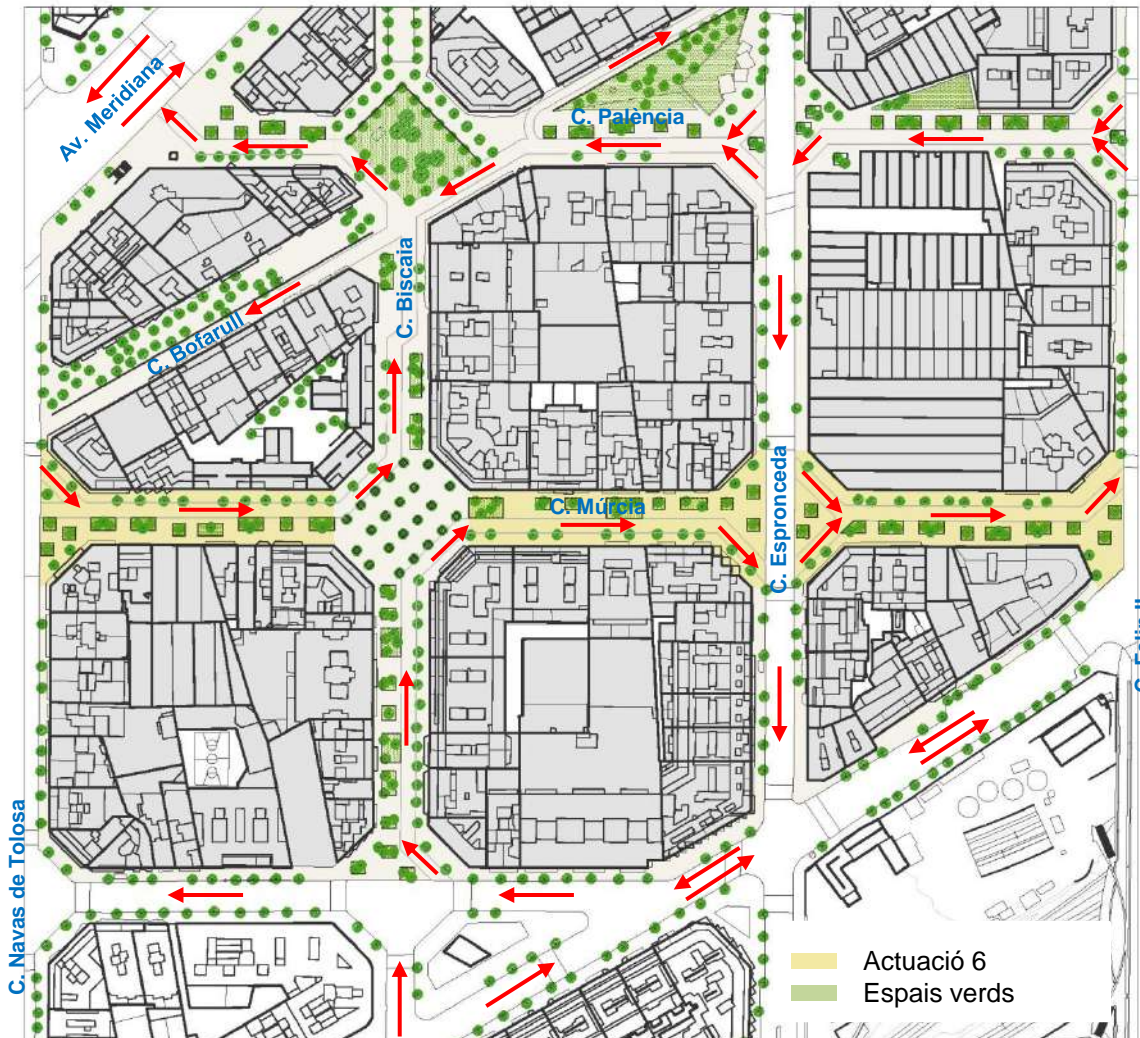 Av. Meridiana
C. Palència
C. Biscaia
C. Bofarull
C. Múrcia
C. Espronceda
C. Navas de Tolosa
Actuació 6
Espais verds